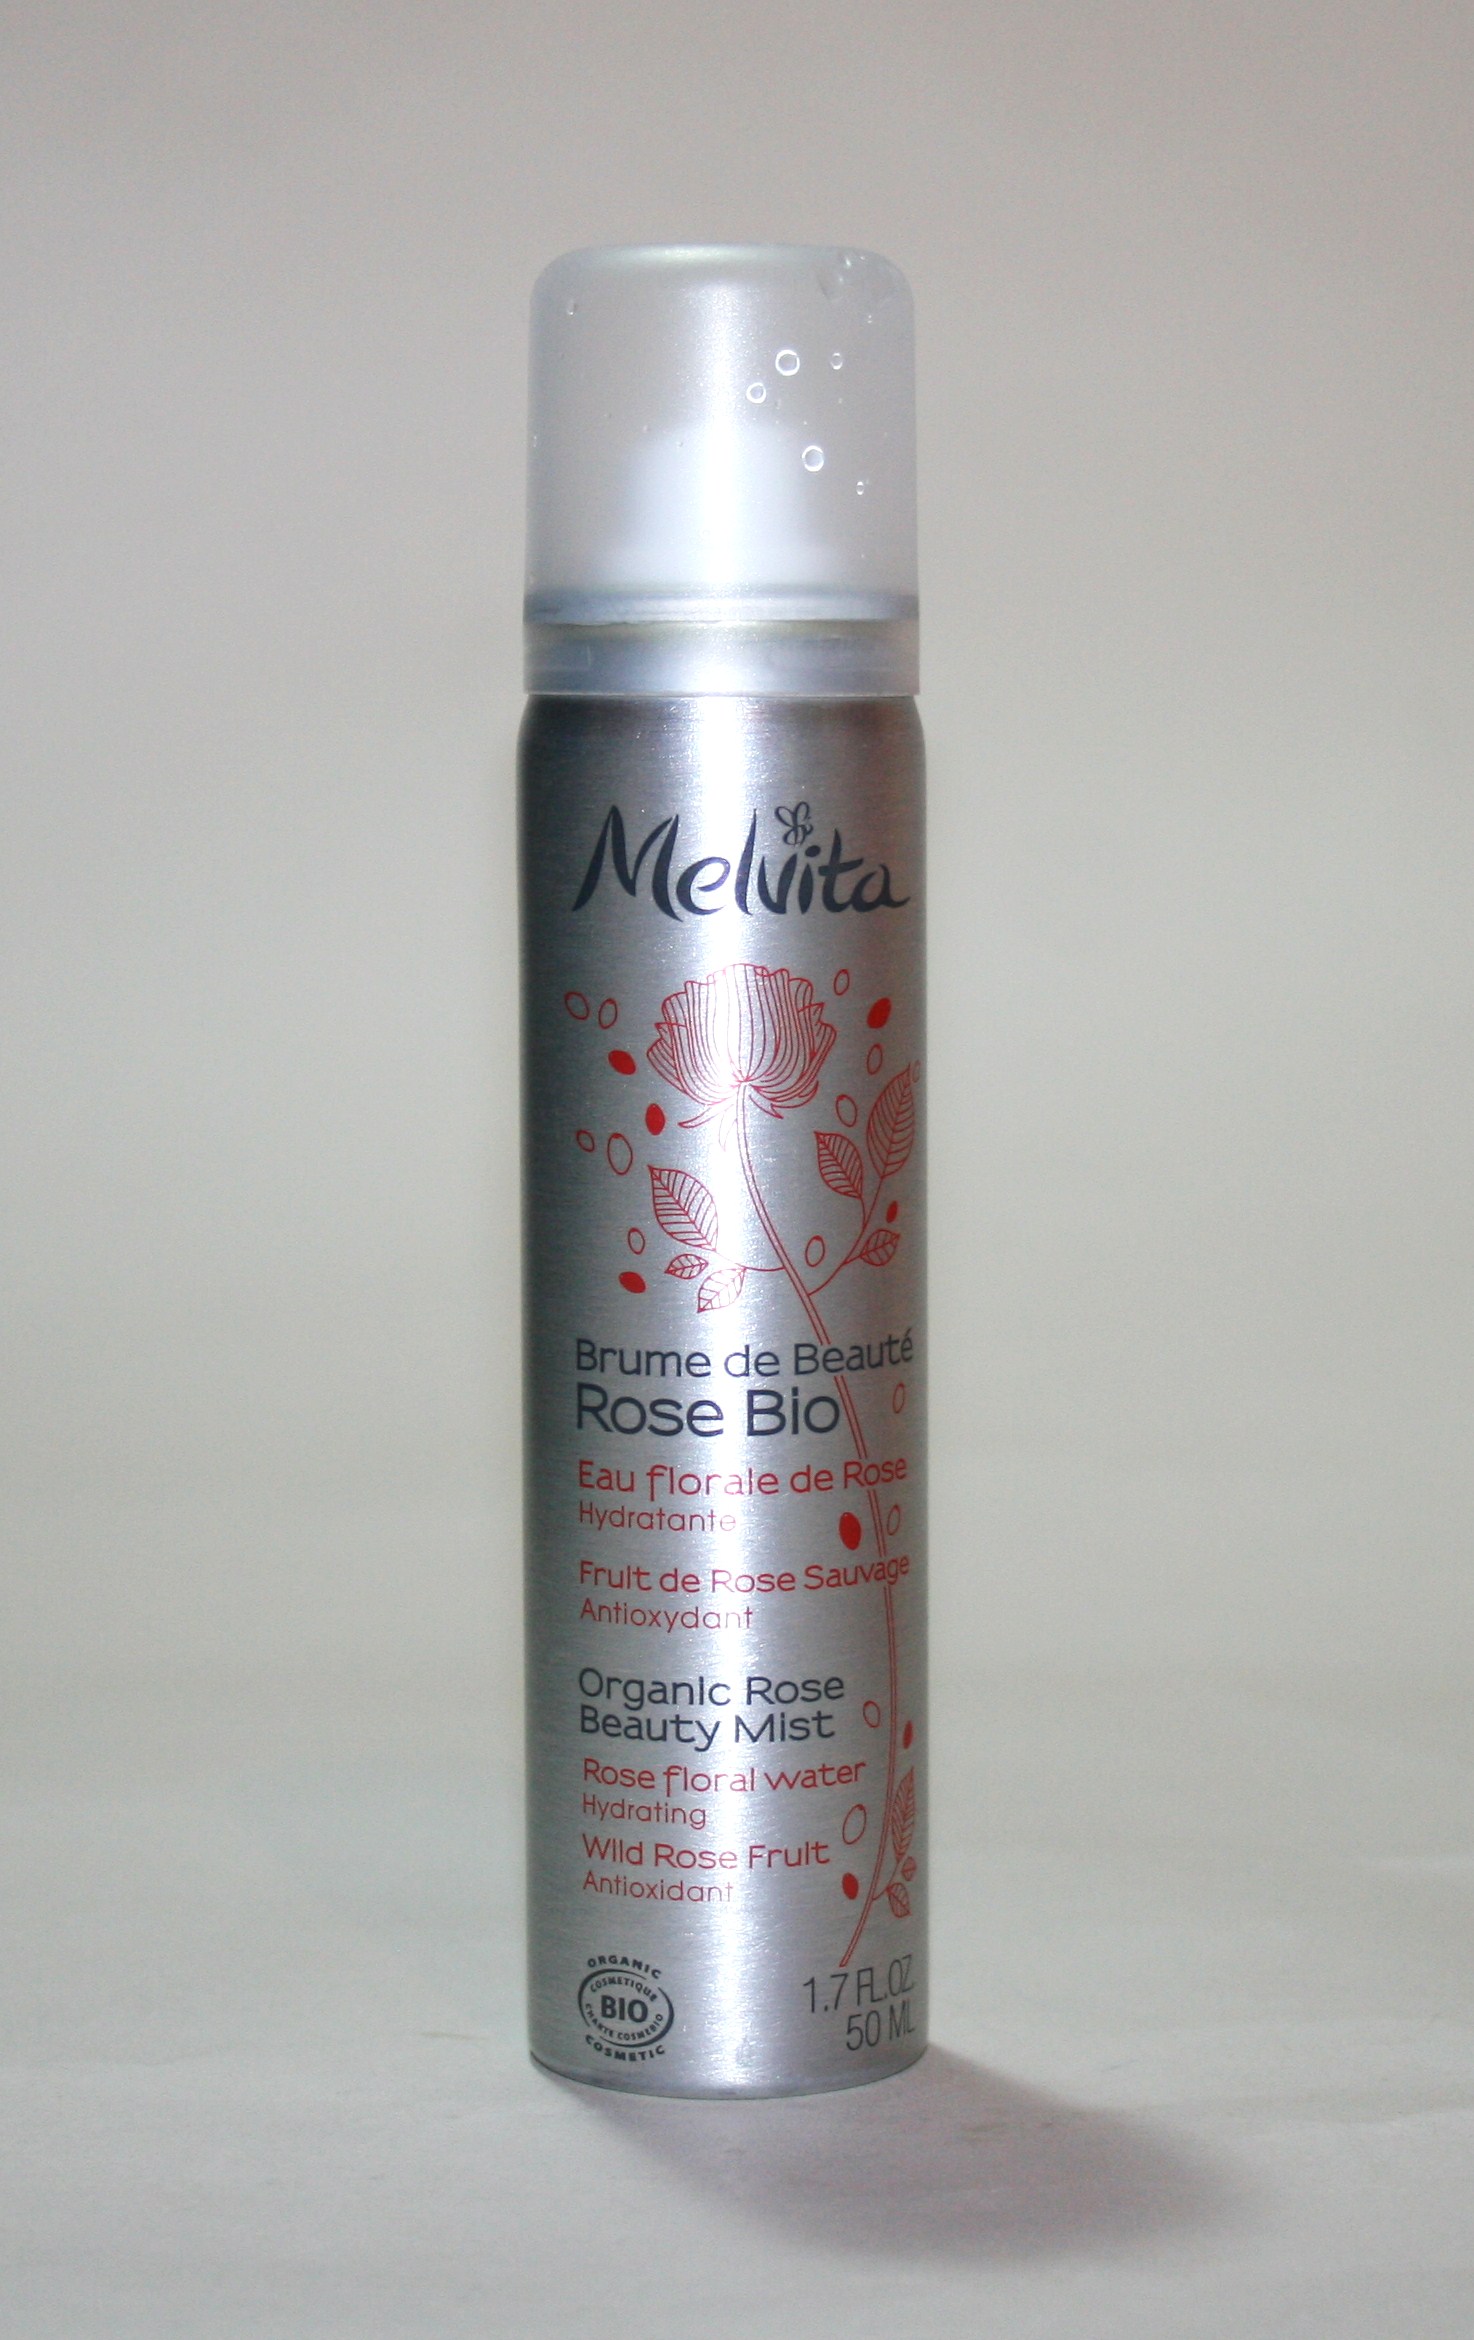 Melvita
Brume de Beauté
Rose Bio
Eau florale de Rose
Hydratante
Fruit de Rose Sauvage
Antioxydant
Organic Rose
Beauty Mist
Rose floral water
Hydrating
Wild Rose Fruit
Antioxidant
ORGANIC
COSMETIQUE
BIO
CHARTE COSMEBIO
COSMETIC
1.7 FL.OZ
50 ML